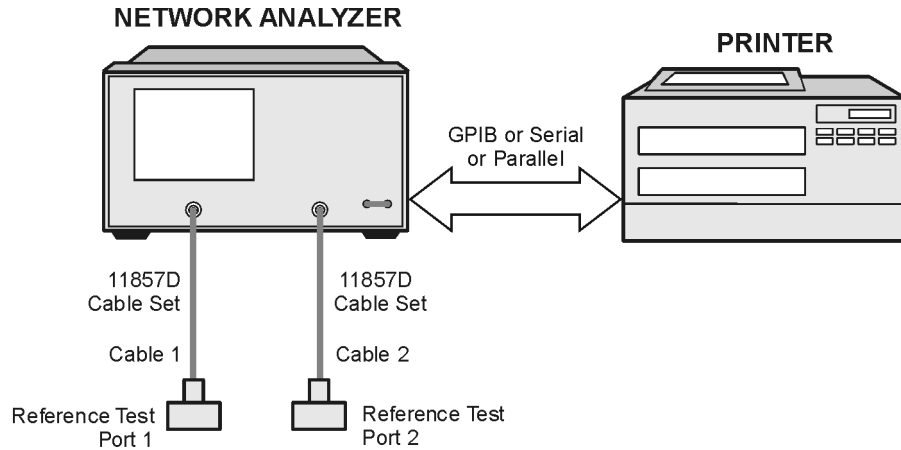 NETWORK ANALYZER
PRINTER
GPIB or Serial
or Parallel
11857D
Cable Set
11857D
Cable Set
Cable 1
Cable 2
Reference Test
Port 1
Reference Test
Port 2